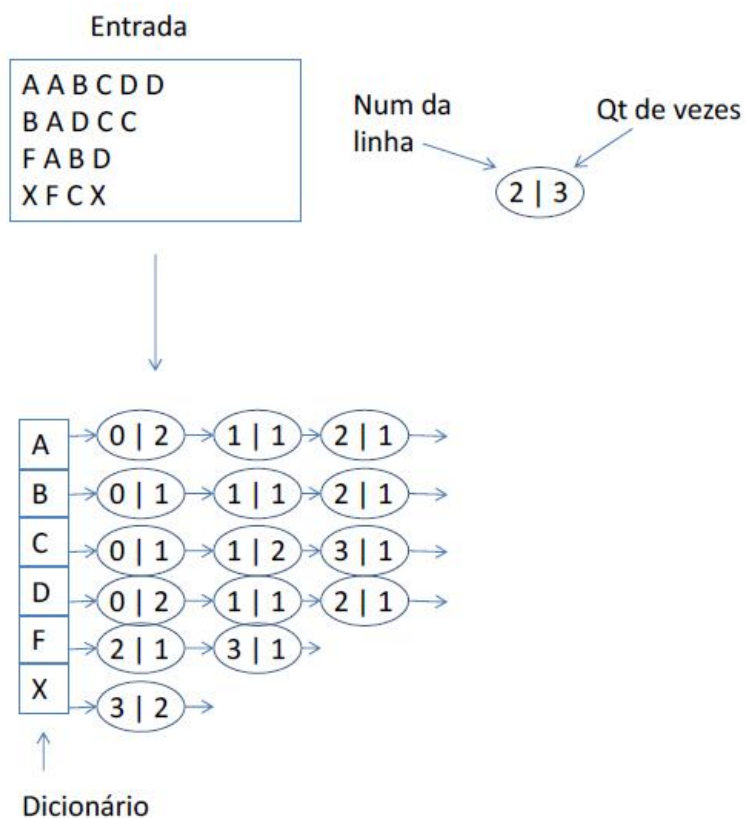 Entrada
A A B C D D
B A D C C
F A B D
X F C X
Num da
linha
Qt de vezes
2 | 3
A 0 | 2 1 | 1 2 | 1
B 0 | 1 1 | 1 2 | 1
C 0 | 1 1 | 2 3 | 1
D 0 | 2 1 | 1 2 | 1
F 2 | 1 3 | 1
X 3 | 2
Dicionário